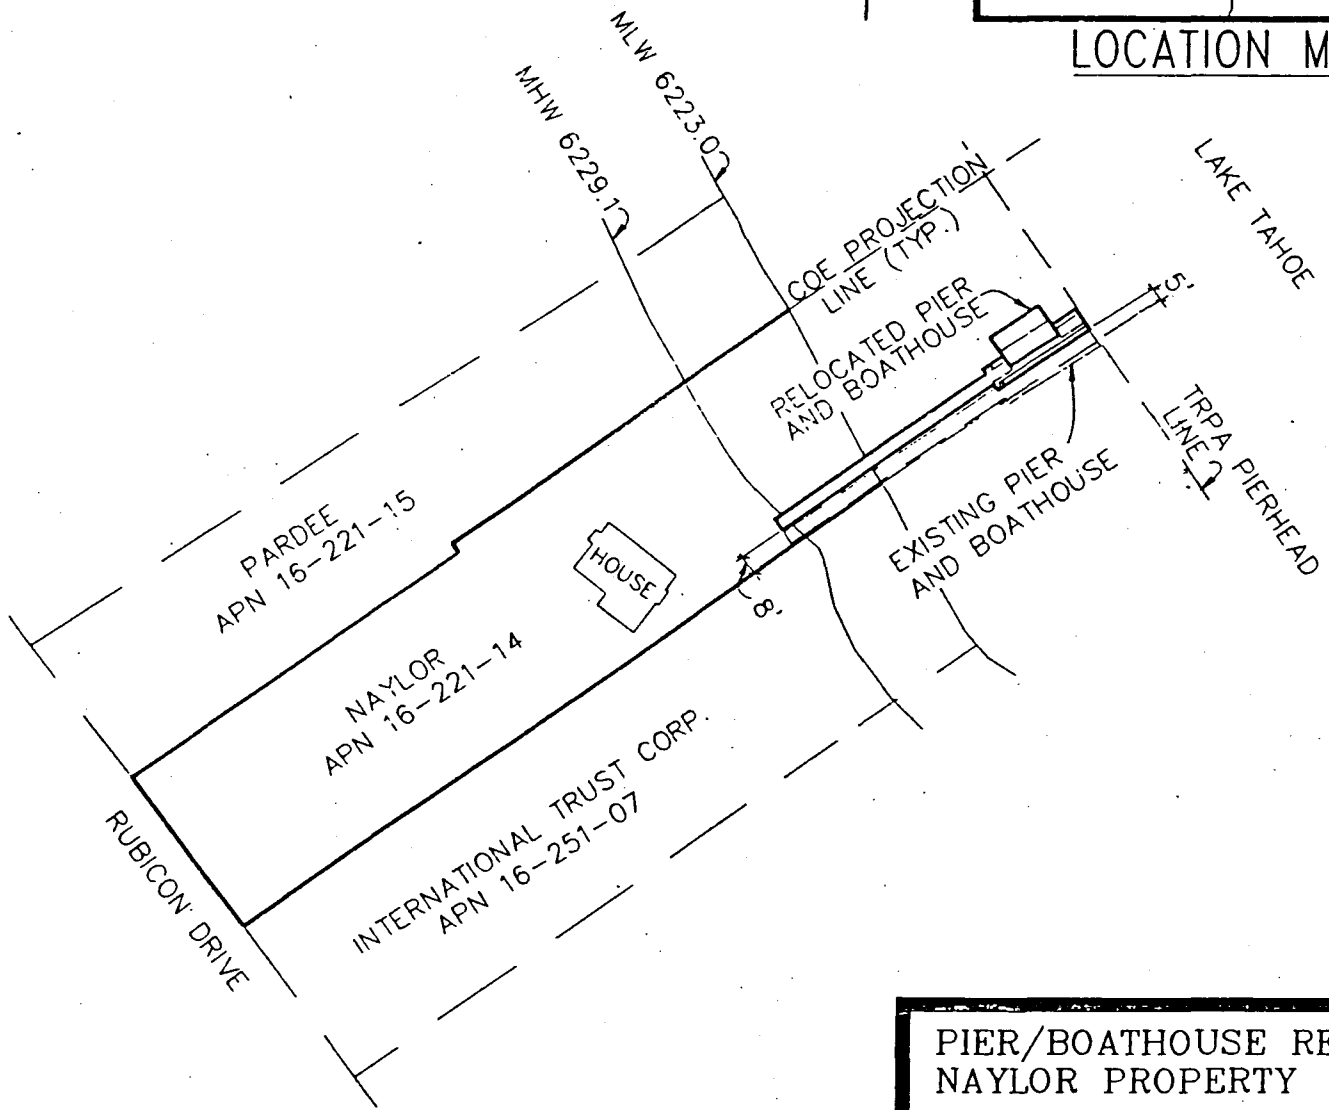 LOCATION M
MLW 6223.0
MHW 6229.1
LAKE TAHOE
COE PROJECTION
LINE (TYP.)
RELOCATED PIER
AND BOATHOUSE
5'
TRPA PIERHEAD
LINE
EXISTING PIER
AND BOATHOUSE
PARDEE
APN 16-221-15
HOUSE
8'
NAYLOR
APN 16-221-14
INTERNATIONAL TRUST CORP.
APN 16-251-07
RUBICON DRIVE
PIER/BOATHOUSE RE
NAYLOR PROPERTY